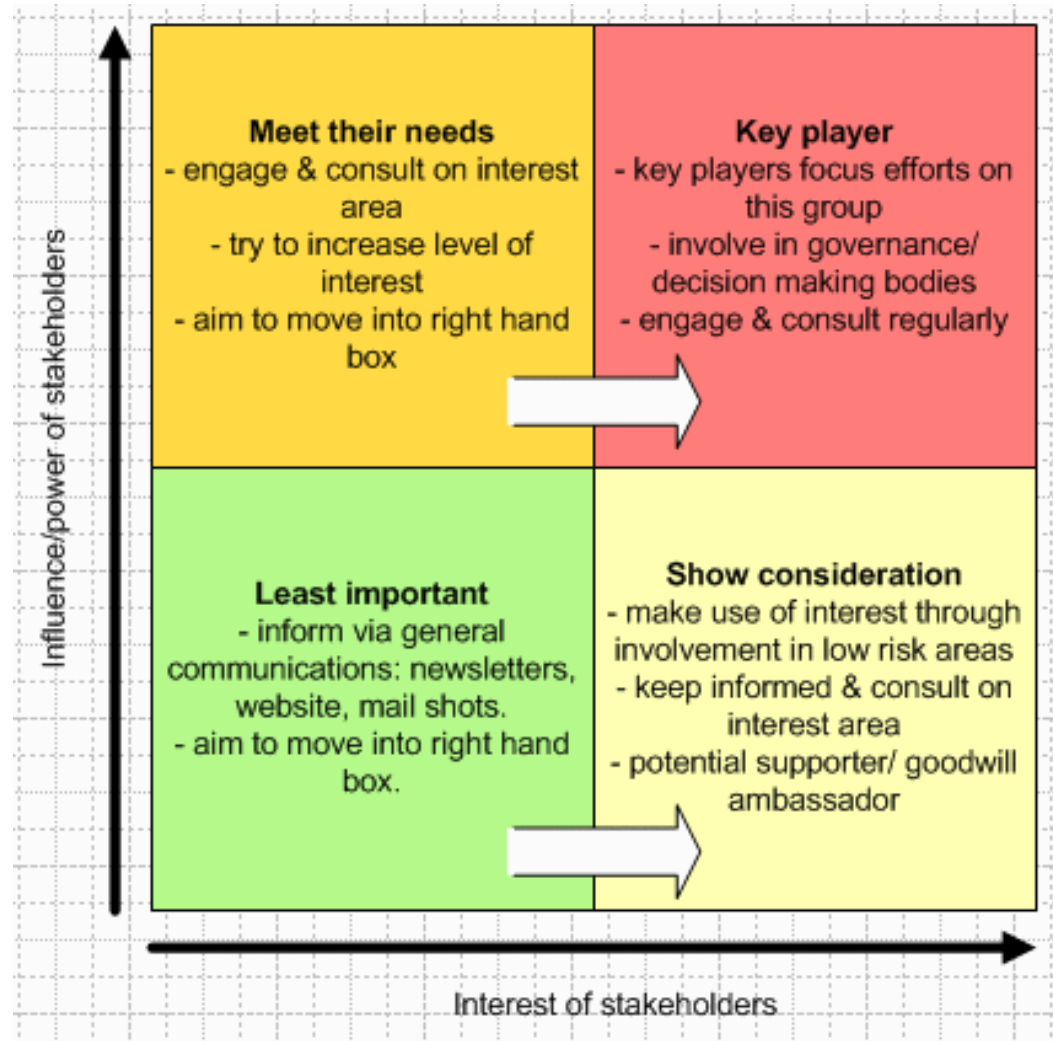 Meet their needs
- engage & consult on interest
area
- try to increase level of
interest
- aim to move into right hand
box
Key player
- key players focus efforts on
this group
- involve in governance/
decision making bodies
- engage & consult regularly
Least important
- inform via general
communications: newsletters,
website, mail shots.
- aim to move into right hand
box.
Show consideration
- make use of interest through
involvement in low risk areas
- keep informed & consult on
interest area
- potential supporter/ goodwill
ambassador
Influence/power of stakeholders
Interest of stakeholders